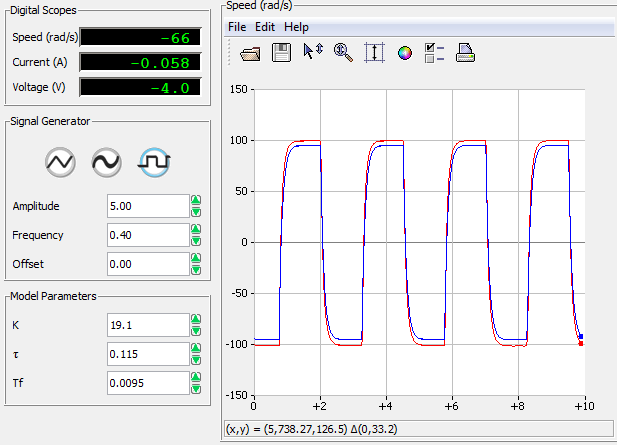 Digital Scopes
Speed (rad/s) -66
Current (A) -0.058
Voltage (V) -4.0
Signal Generator
Amplitude 5.00
Frequency 0.40
Offset 0.00
Model Parameters
K 19.1
τ 0.115
Tf 0.0095
Speed (rad/s)
File Edit Help
150
100
50
0
-50
-100
-150
0 +2 +4 +6 +8 +10
(x,y) = (5,738.27,126.5) Δ(0,33.2)